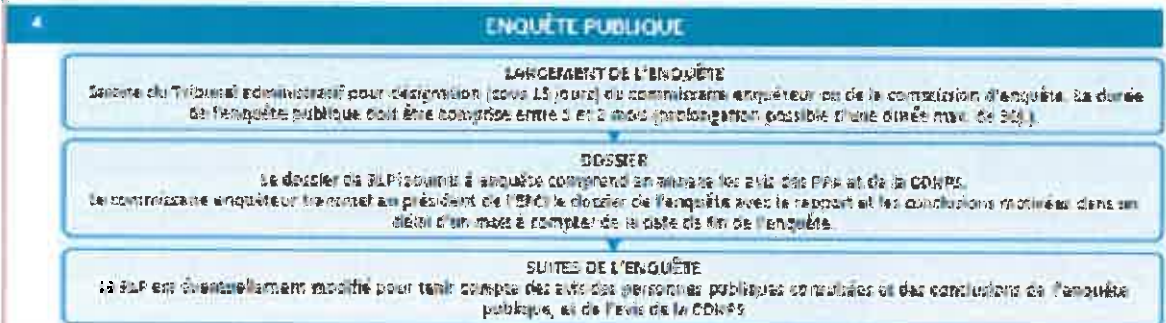 4 ENQUÊTE PUBLIQUE
LANCEMENT DE L'ENQUÊTE
Saisine du Tribunal administratif pour désignation (sous 15 jours) du commissaire enquêteur ou de la commission d'enquête. La durée
de l'enquête publique doit être comprise entre 1 et 2 mois (prolongation possible d'une durée max. de 30j.).
DOSSIER
Le dossier de RLPi soumis à enquête comprend en annexe les avis des PPA et de la CDNPS.
Le commissaire enquêteur transmet au président de l'EPCI le dossier de l'enquête avec le rapport et les conclusions motivées dans un
délai d'un mois à compter de la date de fin de l'enquête.
SUITES DE L'ENQUÊTE
Le RLP est éventuellement modifié pour tenir compte des avis des personnes publiques consultées et des conclusions de l'enquête
publique, et de l'avis de la CDNPS